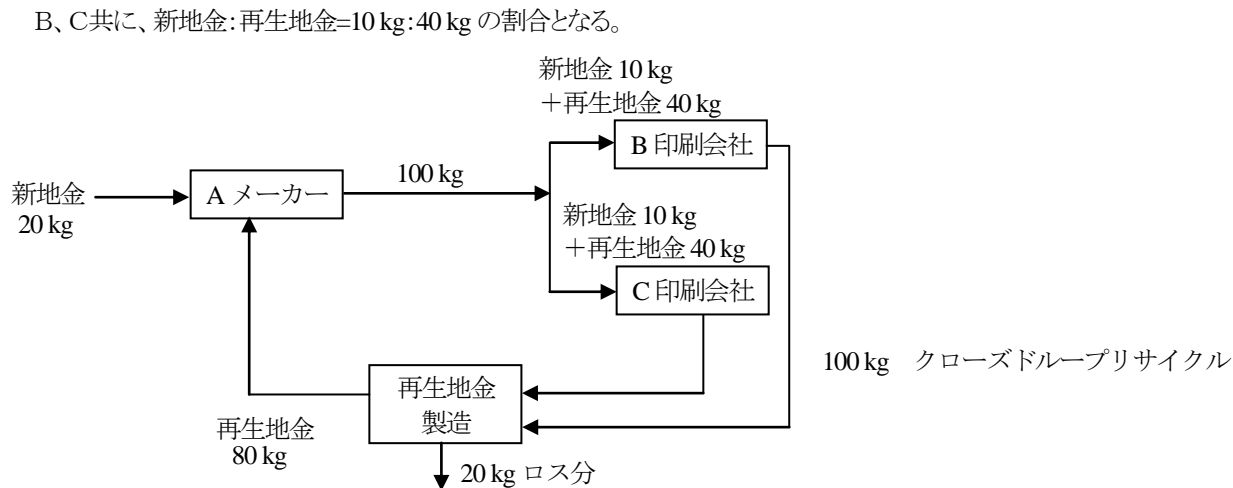 B、C共に、新地金:再生地金=10 kg:40 kg の割合となる。
新地金 10 kg
+再生地金 40 kg
B 印刷会社
100 kg
新地金
20 kg
A メーカー
新地金 10 kg
+再生地金 40 kg
C 印刷会社
100 kg クローズドループリサイクル
再生地金
製造
再生地金
80 kg
20 kg ロス分